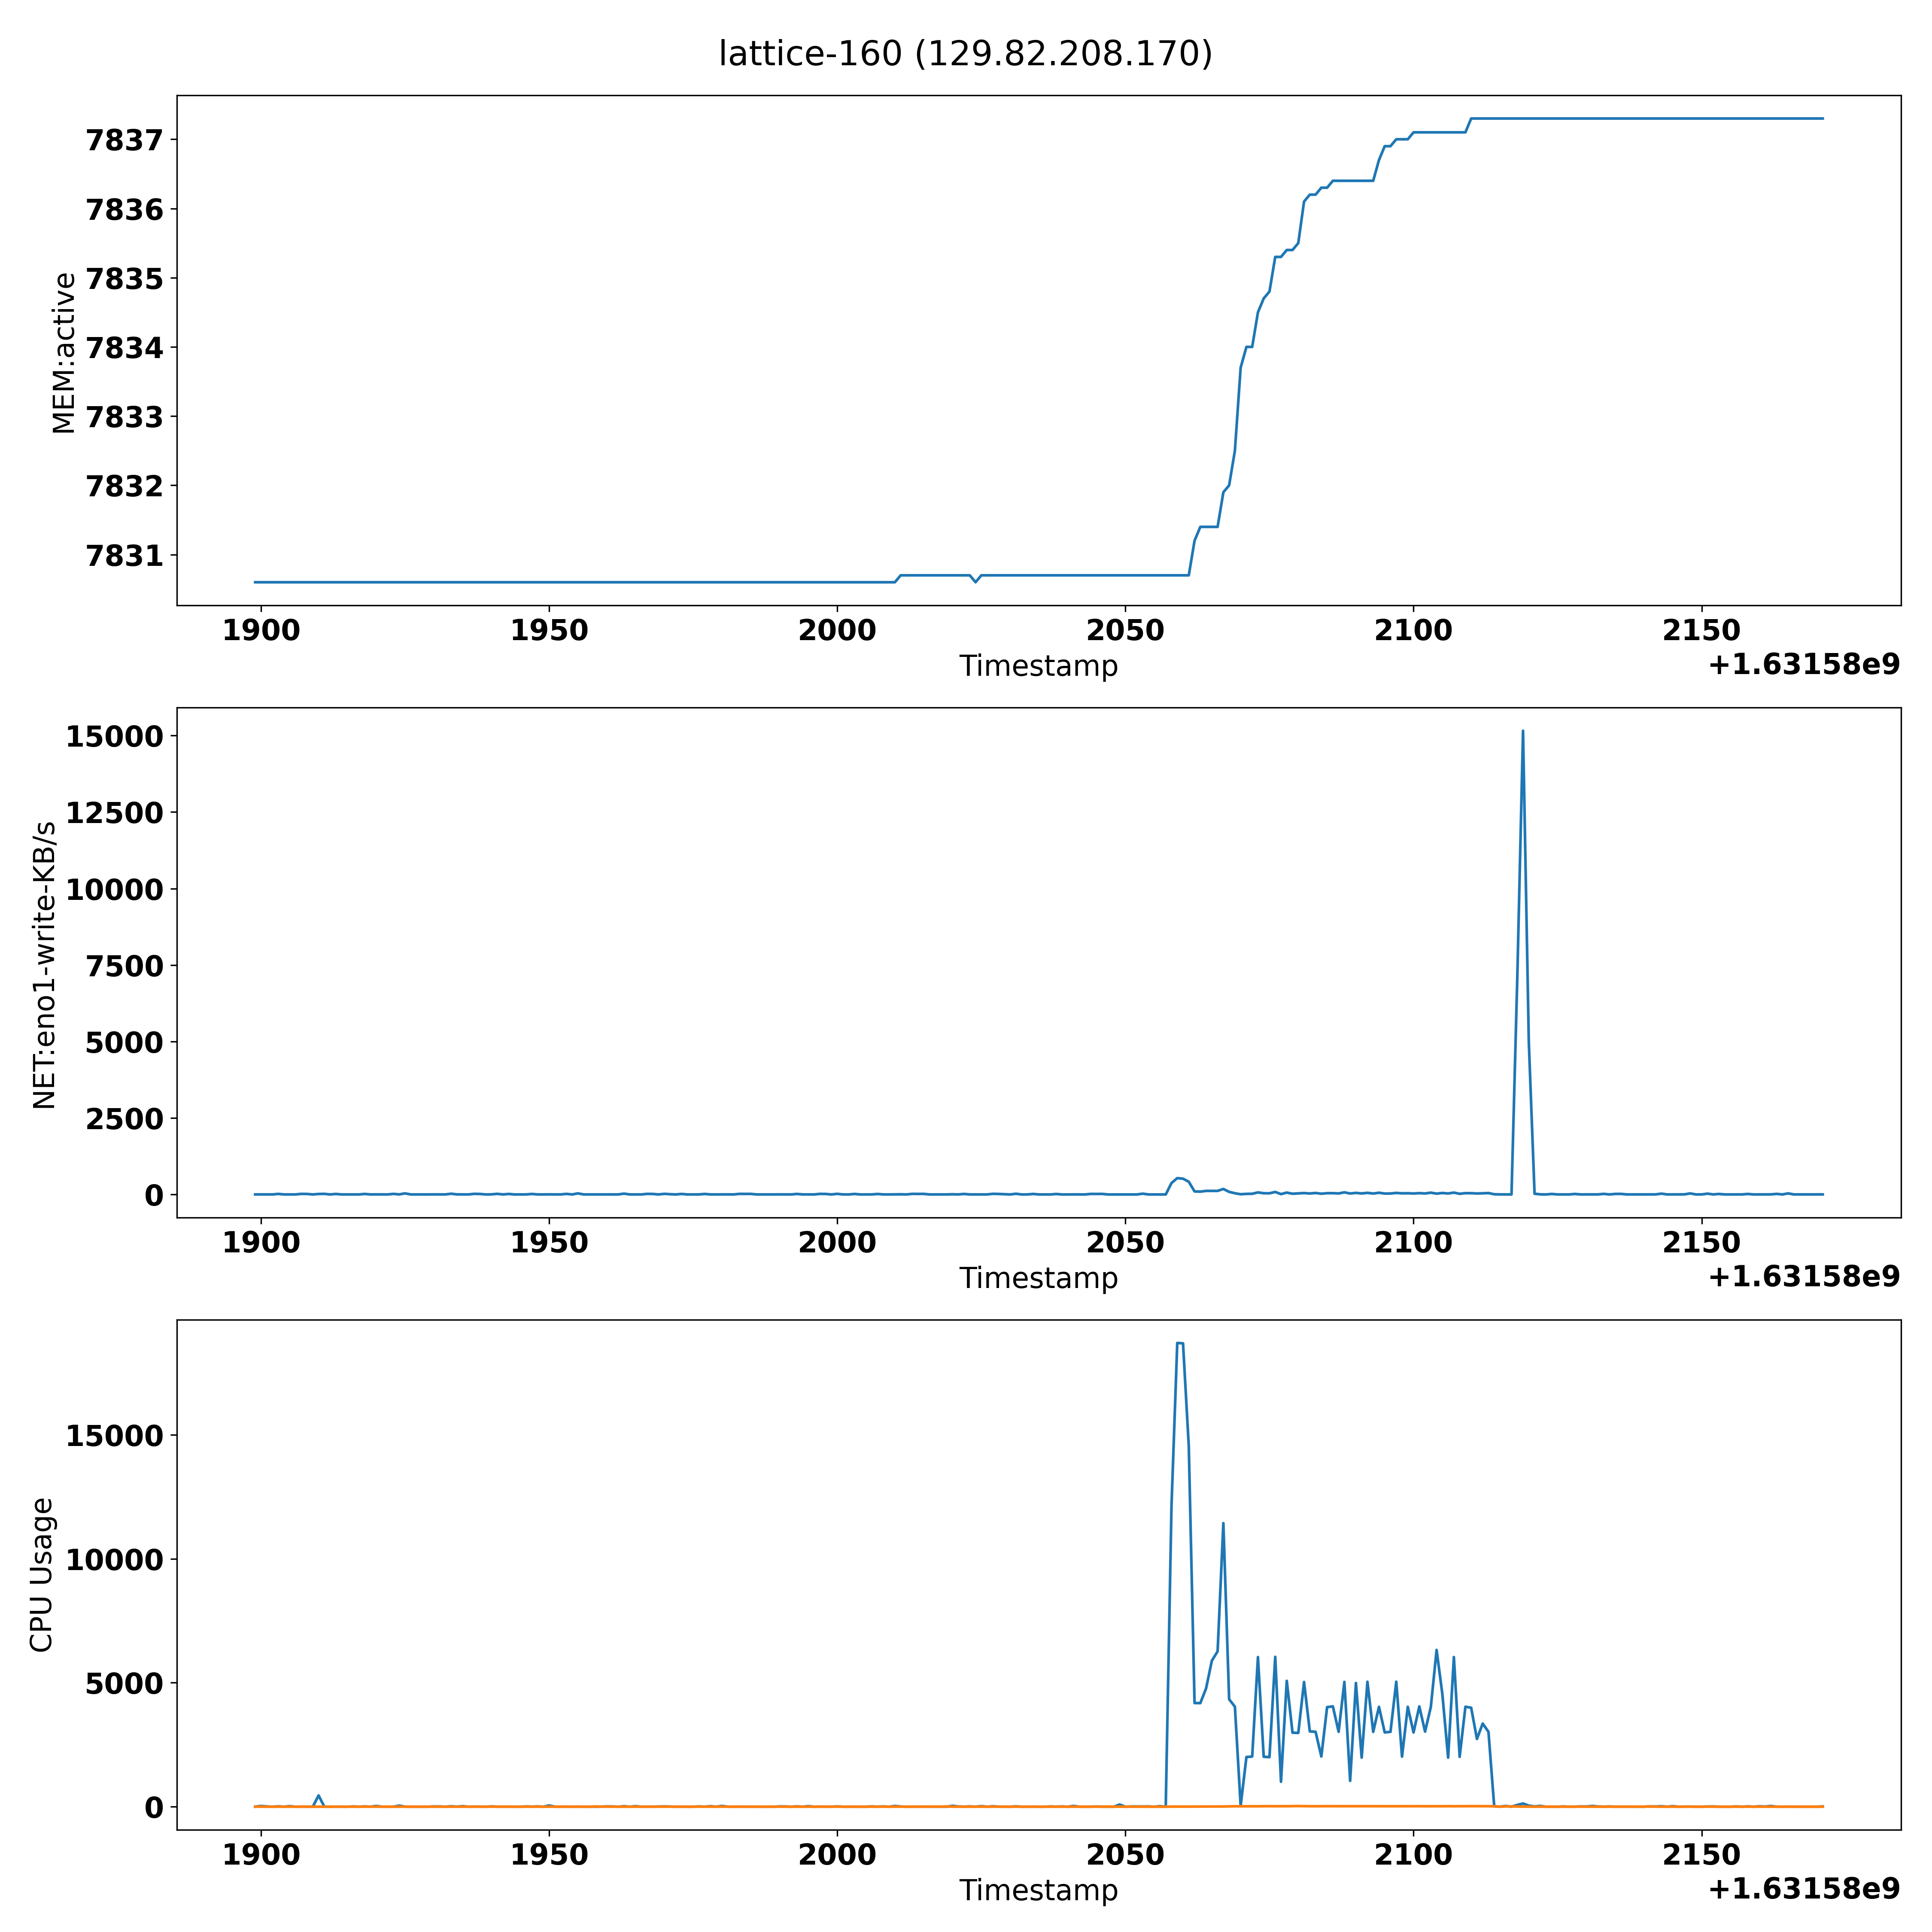 lattice-160 (129.82.208.170)
7837
7836
7835
7834
7833
7832
7831
MEM:active
1900 1950 2000 2050 2100 2150
Timestamp
+1.63158e9
15000
12500
10000
7500
5000
2500
0
NET:eno1-write-KB/s
1900 1950 2000 2050 2100 2150
Timestamp
+1.63158e9
15000
10000
5000
0
CPU Usage
1900 1950 2000 2050 2100 2150
Timestamp
+1.63158e9